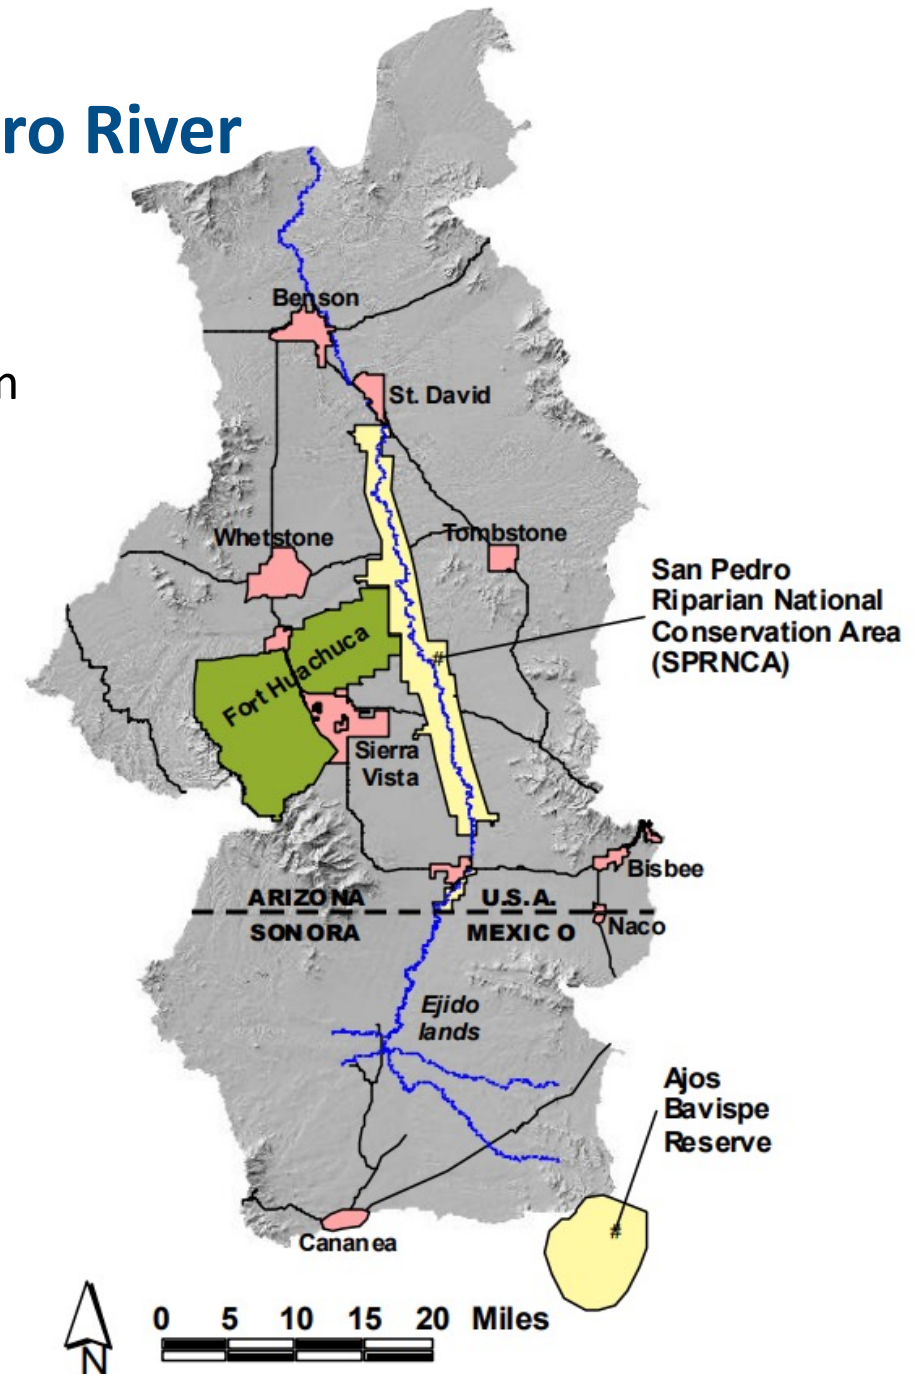 ro River
Benson
n
St. David
Whetstone
Tombstone
San Pedro
Riparian National
Conservation Area
(SPRNCA)
Fort Huachuca
Sierra
Vista
Bisbee
ARIZONA U.S.A.
SONORA MEXICO
Naco
Ejido
lands
Ajos
Bavispe
Reserve
#
#
Cananea
0 5 10 15 20 Miles
N